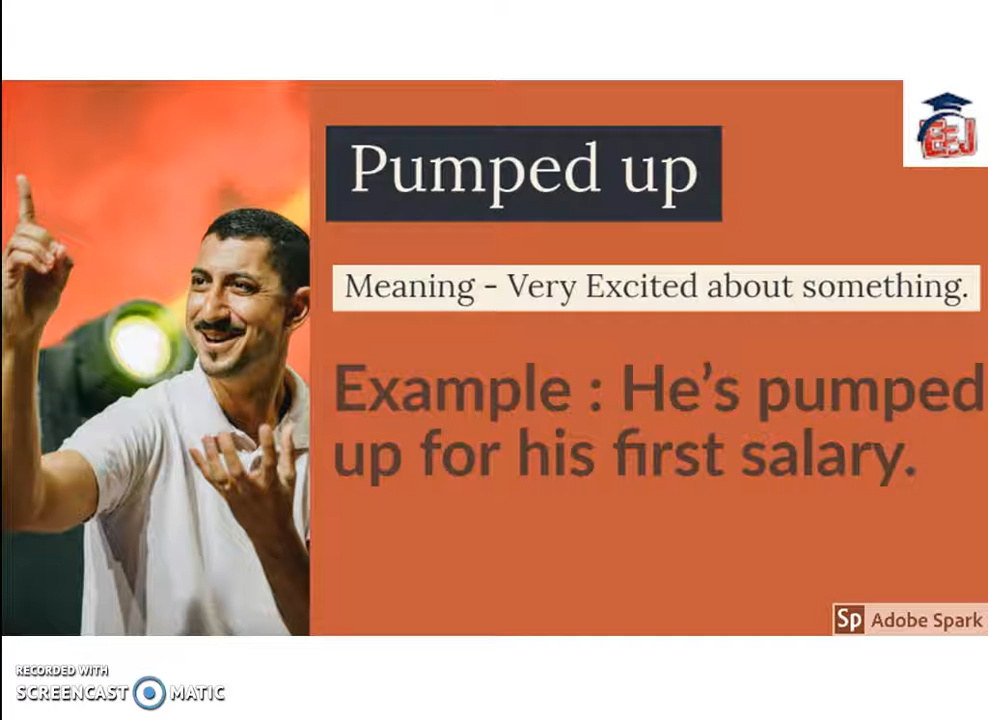 Pumped up
EEJ
Meaning - Very Excited about something.
Example : He's pumped
up for his first salary.
Sp Adobe Spark
RECORDED WITH
SCREENCAST MATIC